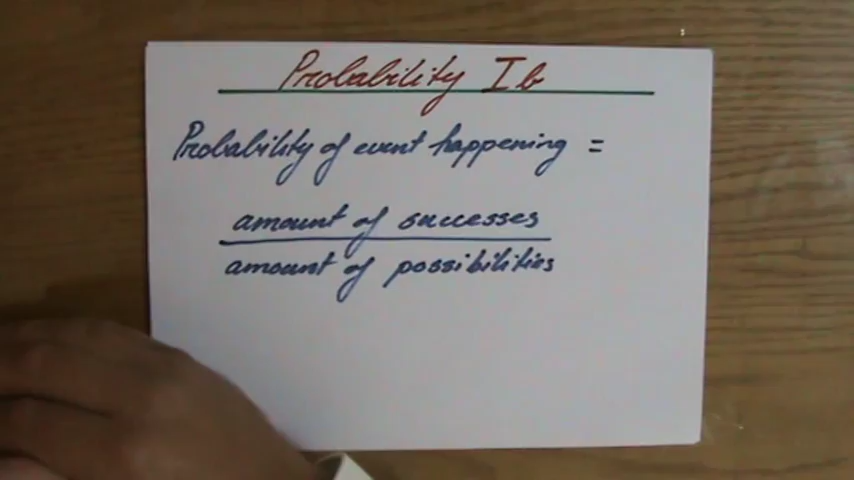 Probability Ib
Probability of event happening =
amount of successes
amount of possibilities